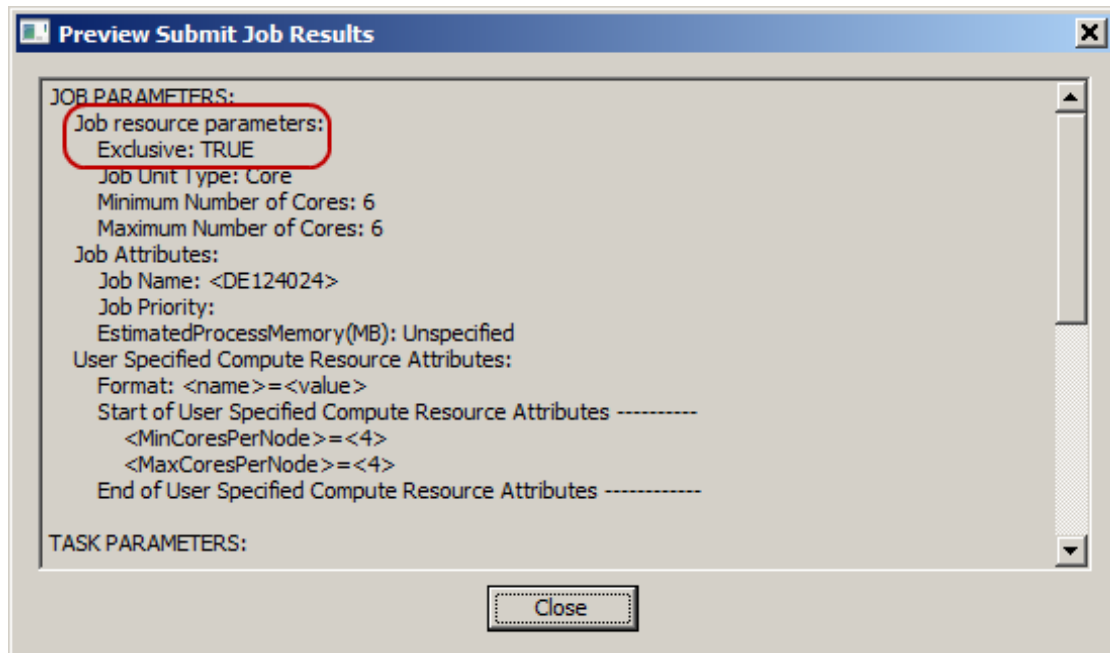 Preview Submit Job Results
JOB PARAMETERS:
Job resource parameters:
Exclusive: TRUE
Job Unit Type: Core
Minimum Number of Cores: 6
Maximum Number of Cores: 6
Job Attributes:
Job Name: <DE124024>
Job Priority:
EstimatedProcessMemory(MB): Unspecified
User Specified Compute Resource Attributes:
Format: <name>=<value>
Start of User Specified Compute Resource Attributes ----------
<MinCoresPerNode>=<4>
<MaxCoresPerNode>=<4>
End of User Specified Compute Resource Attributes ------------
TASK PARAMETERS:
Close